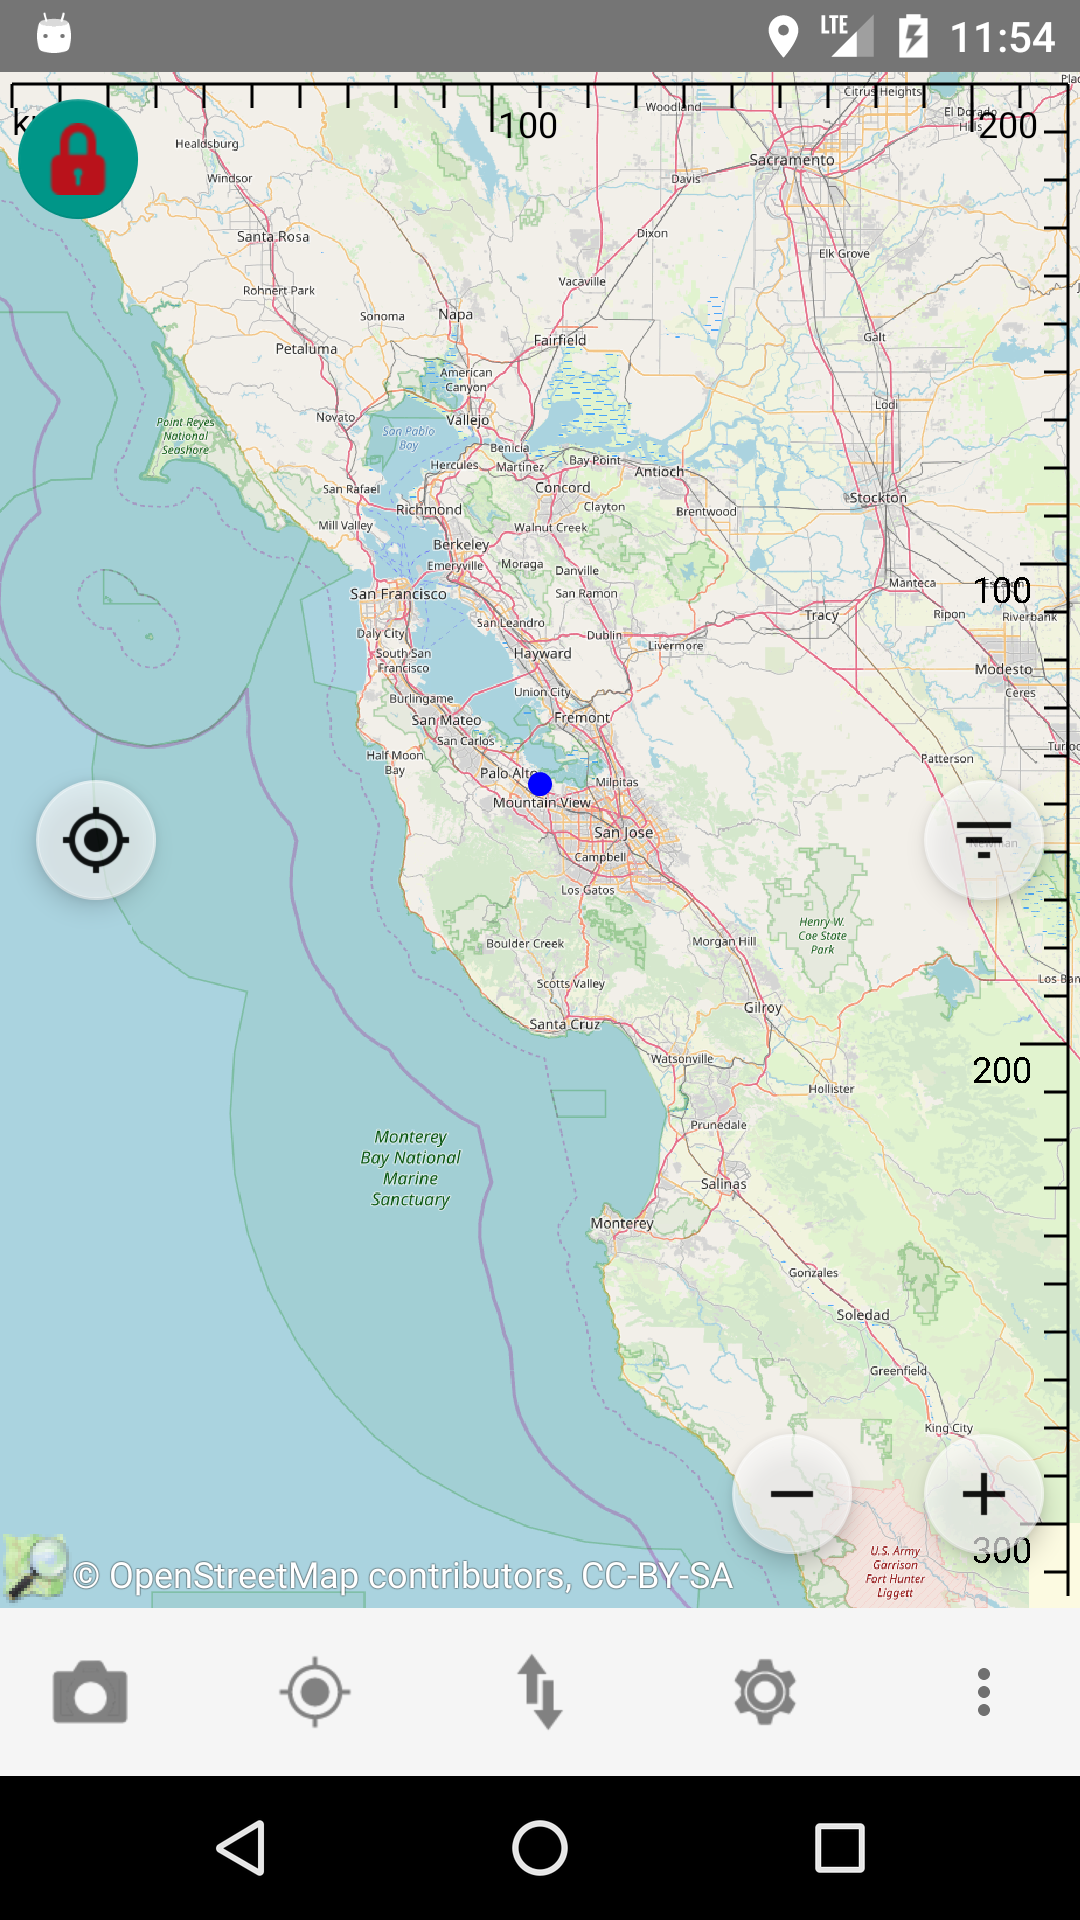 LTE 11:54
Woodland
Citrus Heights
Healdsburg
100
El Dorado
Hills
200
Sacramento
Windsor
Davis
Santa Rosa
Dixon
Elk Grove
Vacaville
Rohnert Park
Sonoma
Napa
Galt
Petaluma
Fairfield
American
Canyon
Lodi
Novato
Vallejo
Point Reyes
National
Seashore
San Pablo
Bay
Benicia
Hercules
Martinez
Bay Point
Antioch
San Rafael
Concord
Stockton
Richmond
Clayton
Brentwood
Mill Valley
Walnut Creek
Berkeley
Emeryville
Moraga
Danville
Manteca
100
San Francisco
San Ramon
Tracy
Ripon
Riverbank
Daly City
San Leandro
Dublin
Livermore
South San
Francisco
Hayward
Modesto
Burlingame
Union City
Ceres
San Mateo
Fremont
San Carlos
Half Moon
Bay
Patterson
Palo Alto
Milpitas
Mountain View
San Jose
Newman
Campbell
Los Gatos
Henry W.
Coe State
Park
Boulder Creek
Morgan Hill
Scotts Valley
Los Ban
Gilroy
Santa Cruz
Watsonville
200
Hollister
Prunedale
Monterey
Bay National
Marine
Sanctuary
Salinas
Monterey
Gonzales
Soledad
Greenfield
King City
300
U.S. Army
Garrison
Fort Hunter
Liggett
© OpenStreetMap contributors, CC-BY-SA